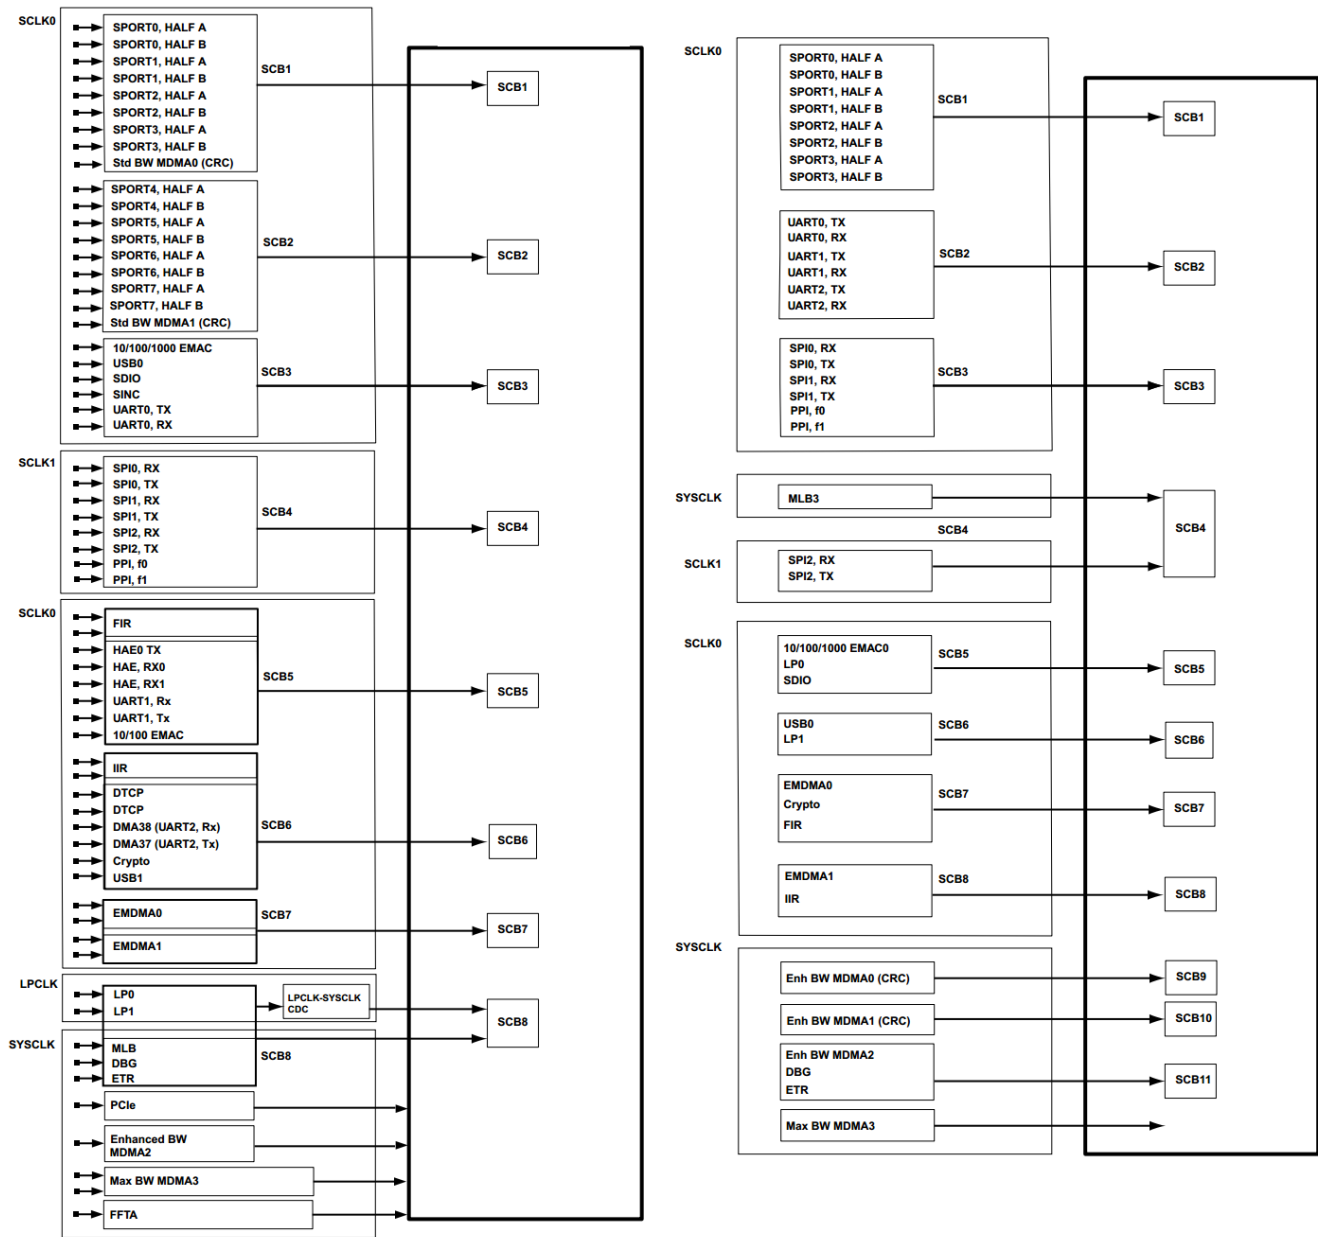 SCLK0
SPORT0, HALF A
SPORT0, HALF B
SPORT1, HALF A
SPORT1, HALF B
SPORT2, HALF A
SPORT2, HALF B
SPORT3, HALF A
SPORT3, HALF B
Std BW MDMA0 (CRC)
SCB1
SCB1
SPORT4, HALF A
SPORT4, HALF B
SPORT5, HALF A
SPORT5, HALF B
SPORT6, HALF A
SPORT6, HALF B
SPORT7, HALF A
SPORT7, HALF B
Std BW MDMA1 (CRC)
SCB2
SCB2
10/100/1000 EMAC
USB0
SDIO
SINC
UART0, TX
UART0, RX
SCB3
SCB3
SCLK1
SPI0, RX
SPI0, TX
SPI1, RX
SPI1, TX
SPI2, RX
SPI2, TX
PPI, f0
PPI, f1
SCB4
SCB4
SCLK0
FIR
HAE0 TX
HAE, RX0
HAE, RX1
UART1, Rx
UART1, Tx
10/100 EMAC
SCB5
SCB5
IIR
DTCP
DTCP
DMA38 (UART2, Rx)
DMA37 (UART2, Tx)
Crypto
USB1
SCB6
SCB6
EMDMA0
EMDMA1
SCB7
SCB7
LPCLK
LP0
LP1
LPCLK-SYSCLK
CDC
SCB8
SYSCLK
MLB
DBG
ETR
SCB8
PCIe
Enhanced BW
MDMA2
Max BW MDMA3
FFTA
SCLK0
SPORT0, HALF A
SPORT0, HALF B
SPORT1, HALF A
SPORT1, HALF B
SPORT2, HALF A
SPORT2, HALF B
SPORT3, HALF A
SPORT3, HALF B
SCB1
SCB1
UART0, TX
UART0, RX
UART1, TX
UART1, RX
UART2, TX
UART2, RX
SCB2
SCB2
SPI0, RX
SPI0, TX
SPI1, RX
SPI1, TX
PPI, f0
PPI, f1
SCB3
SCB3
SYSCLK
MLB3
SCB4
SCB4
SCLK1
SPI2, RX
SPI2, TX
SCLK0
10/100/1000 EMAC0
LP0
SDIO
SCB5
SCB5
USB0
LP1
SCB6
SCB6
EMDMA0
Crypto
FIR
SCB7
SCB7
EMDMA1
IIR
SCB8
SCB8
SYSCLK
Enh BW MDMA0 (CRC)
SCB9
Enh BW MDMA1 (CRC)
SCB10
Enh BW MDMA2
DBG
ETR
SCB11
Max BW MDMA3